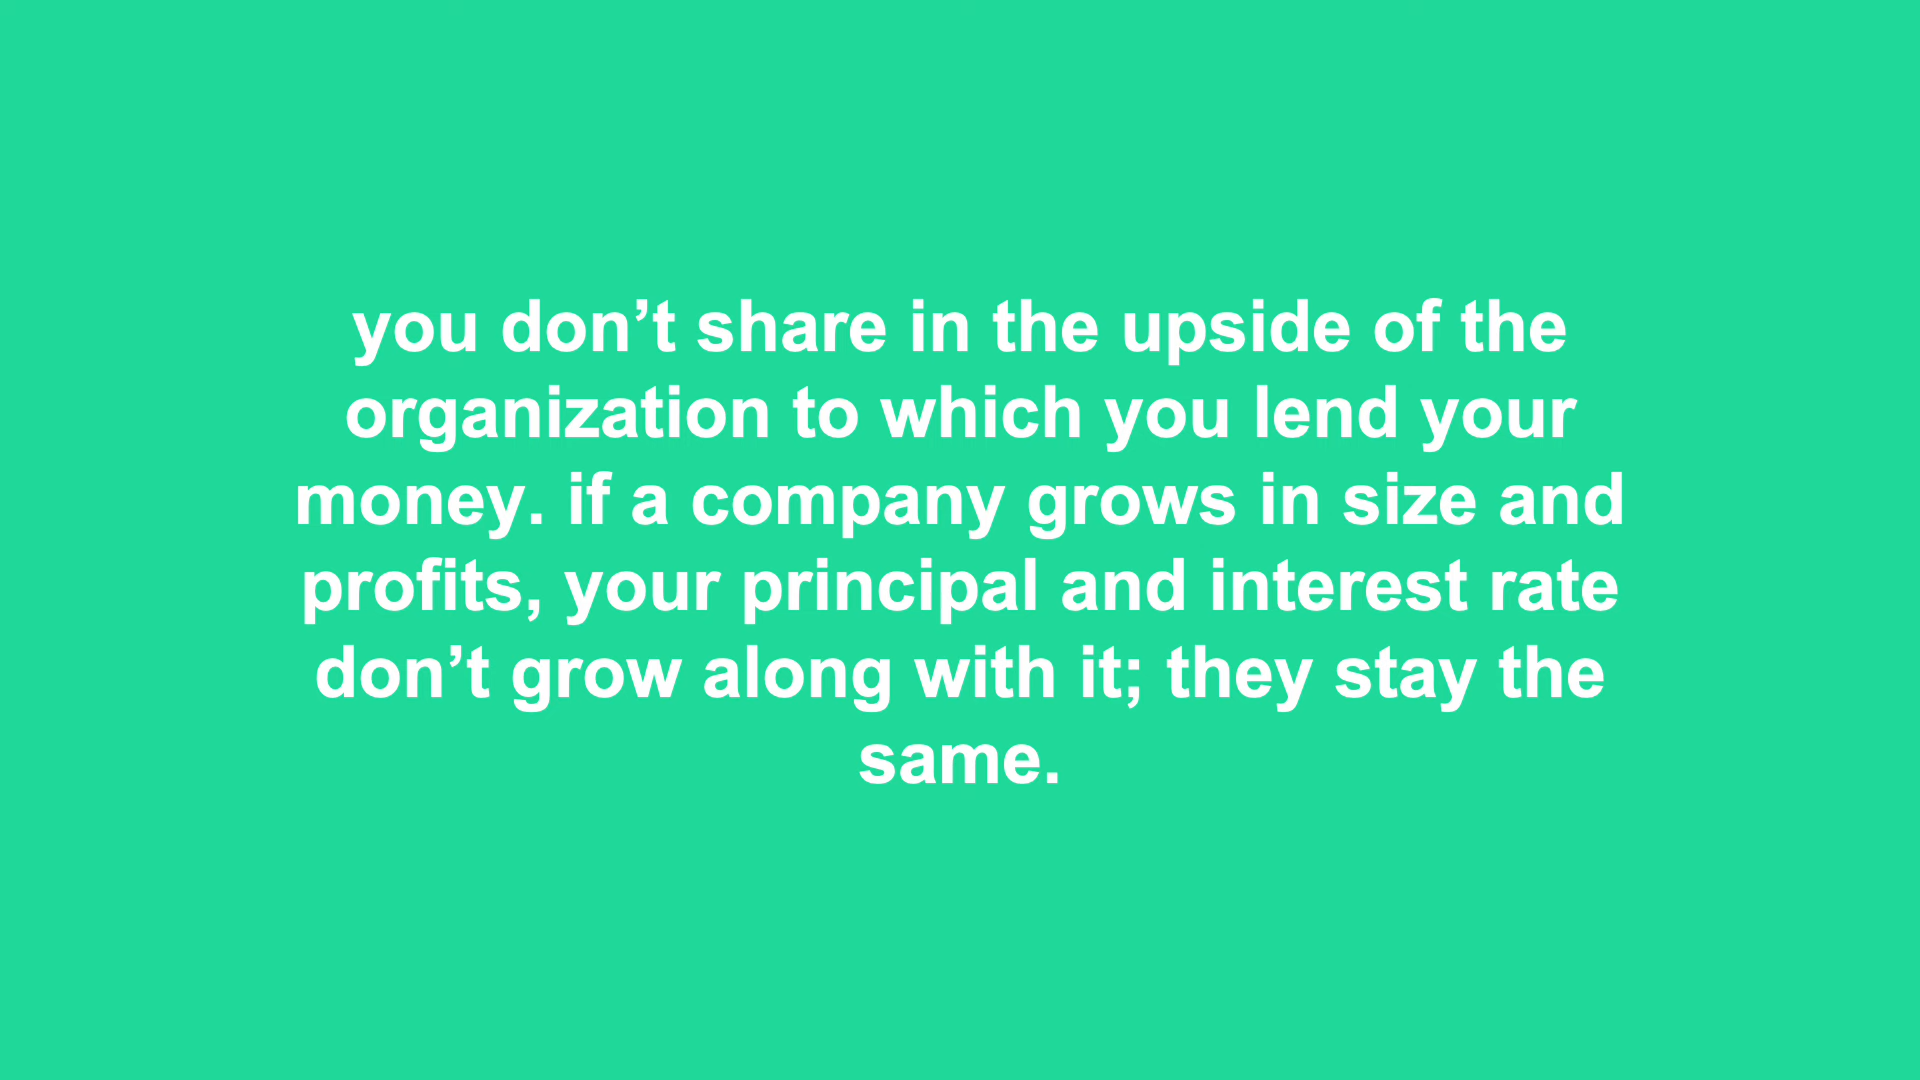 you don’t share in the upside of the
organization to which you lend your
money. if a company grows in size and
profits, your principal and interest rate
don’t grow along with it; they stay the
same.